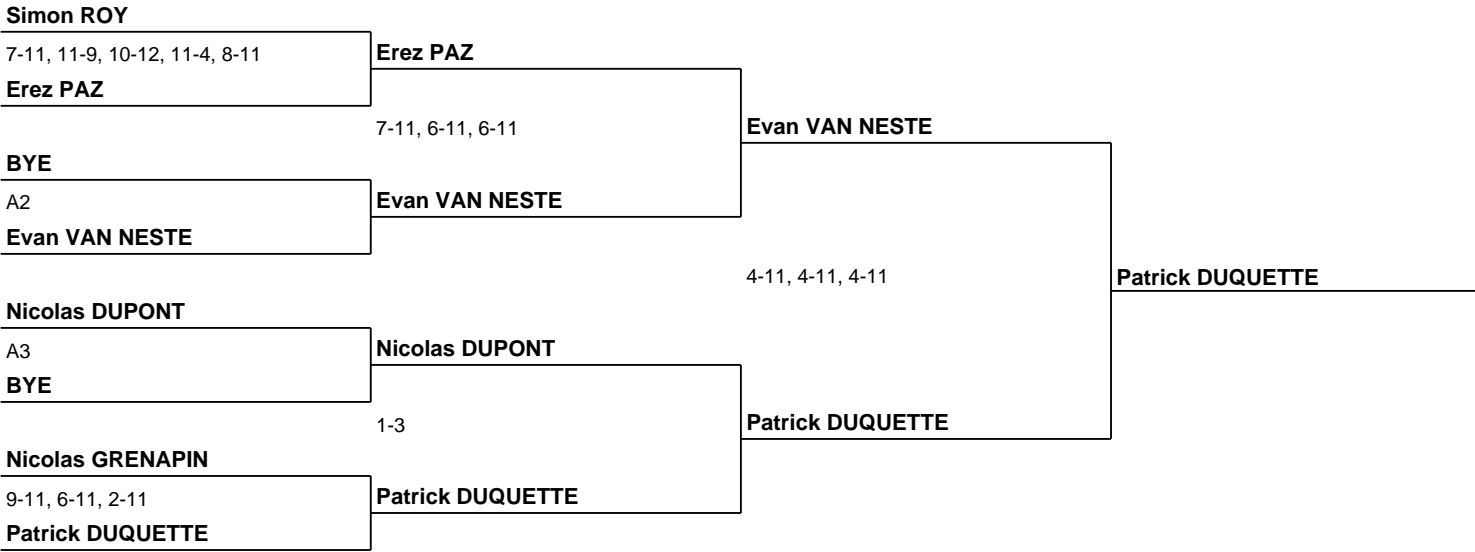 Simon ROY
7-11, 11-9, 10-12, 11-4, 8-11
Erez PAZ
Erez PAZ
7-11, 6-11, 6-11
Evan VAN NESTE
BYE
A2
Evan VAN NESTE
Evan VAN NESTE
4-11, 4-11, 4-11
Patrick DUQUETTE
Nicolas DUPONT
A3
Nicolas DUPONT
BYE
1-3
Patrick DUQUETTE
Nicolas GRENAPIN
9-11, 6-11, 2-11
Patrick DUQUETTE
Patrick DUQUETTE